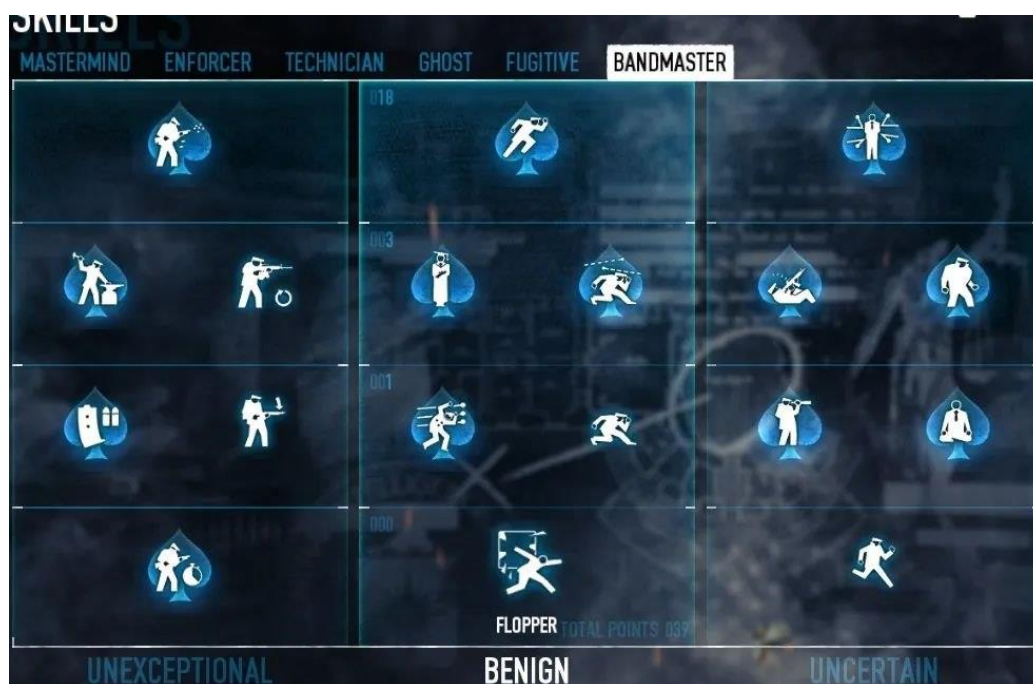 SKILLS
MASTERMIND ENFORCER TECHNICIAN GHOST FUGITIVE BANDMASTER
018
003
001
000
FLOPPER
TOTAL POINTS 039
UNEXCEPTIONAL BENIGN UNCERTAIN